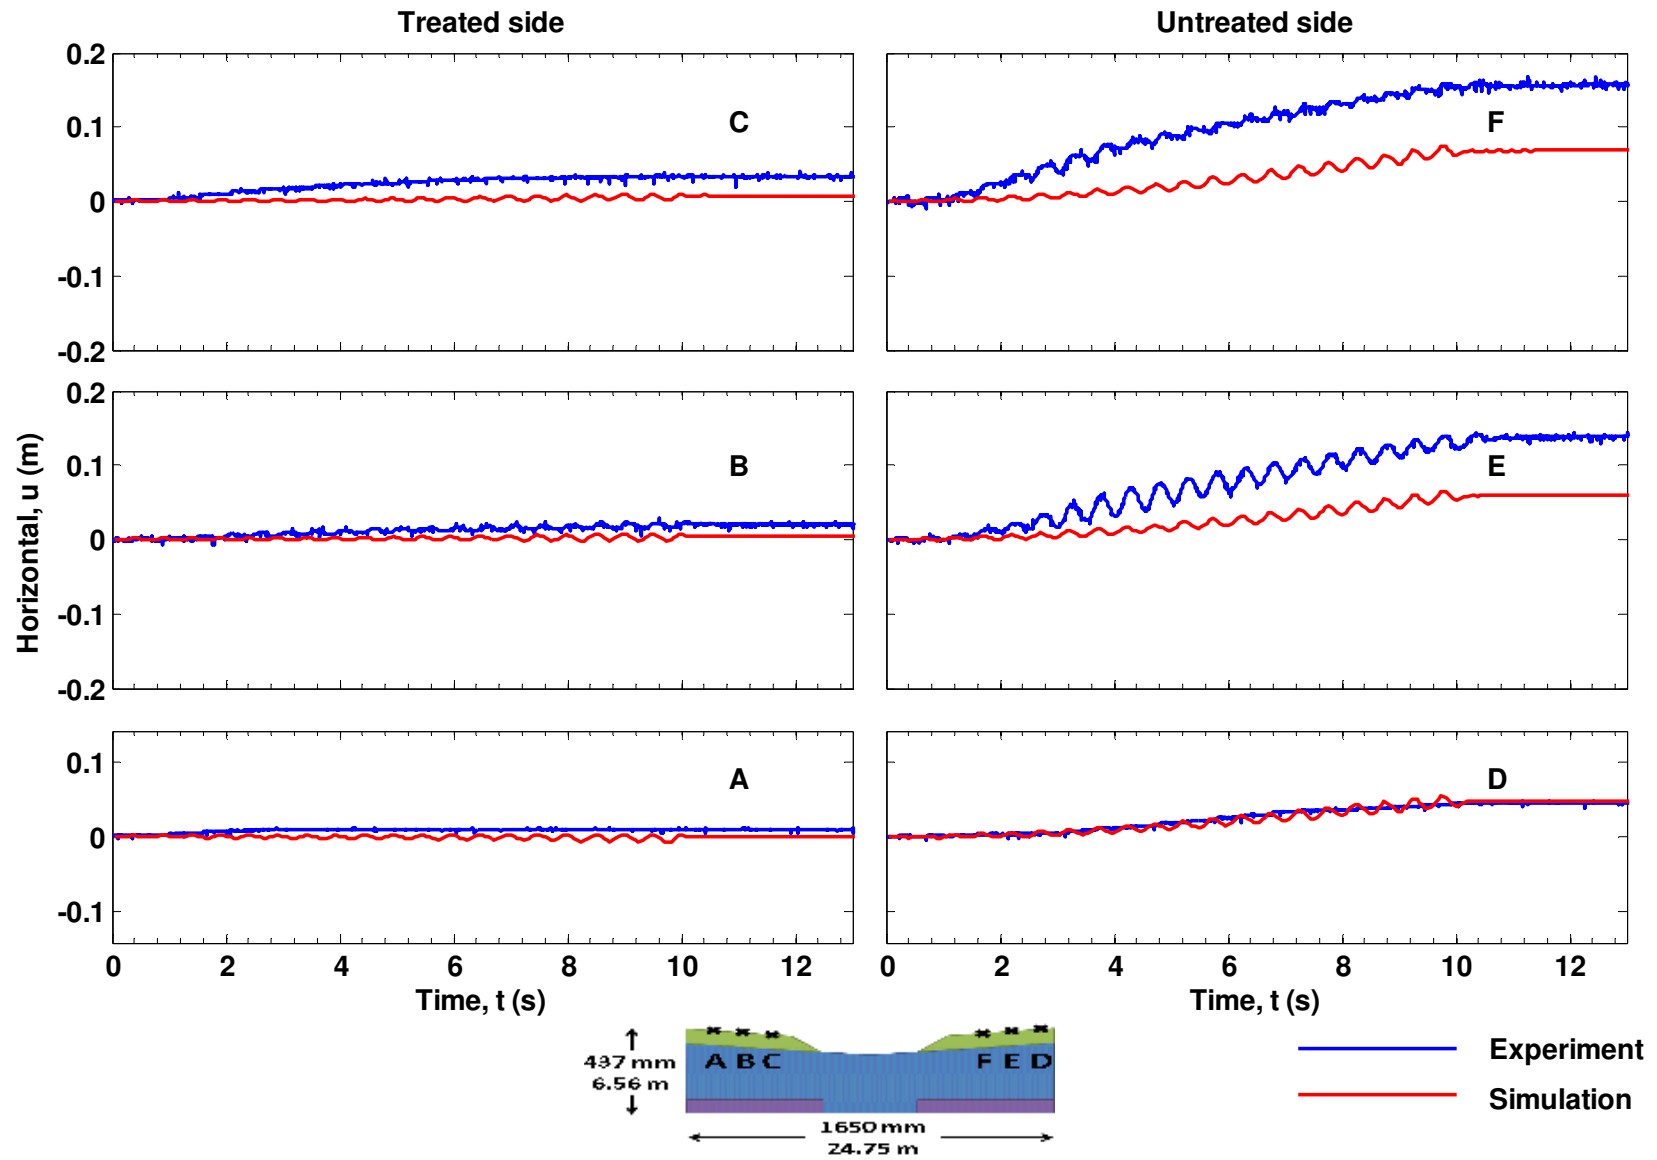 Treated side
Untreated side
0.2
0.1
0
-0.1
-0.2
C
F
0.2
0.1
0
-0.1
-0.2
B
E
Horizontal, u (m)
0.1
0
-0.1
A
D
0 2 4 6 8 10 12
0 2 4 6 8 10 12
Time, t (s)
Time, t (s)
437 mm
6.56 m
A B C
F E D
1650 mm
24.75 m
Experiment
Simulation